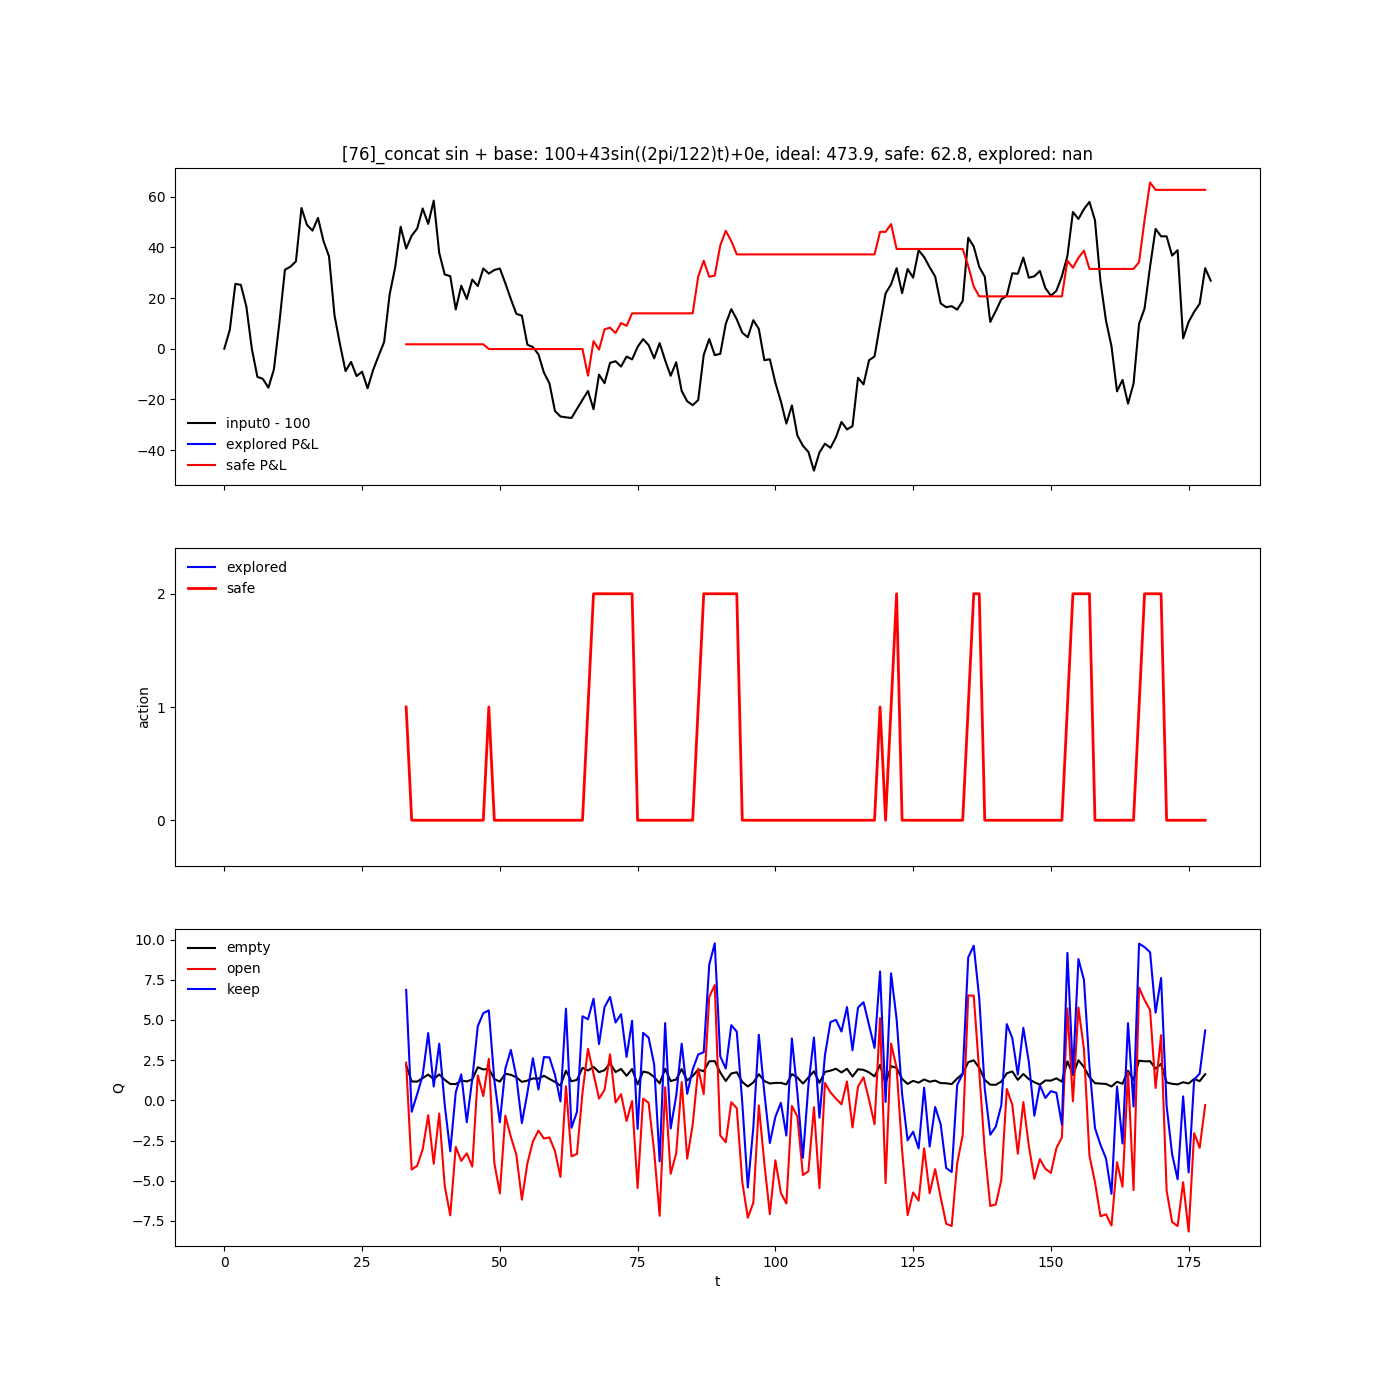 [76]_concat sin + base: 100+43sin((2pi/122)t)+0e, ideal: 473.9, safe: 62.8, explored: nan
60
40
20
0
−20
−40
input0 - 100
explored P&L
safe P&L
explored
safe
2
1
0
action
empty
open
keep
10.0
7.5
5.0
2.5
0.0
−2.5
−5.0
−7.5
Q
0 25 50 75 100 125 150 175
t